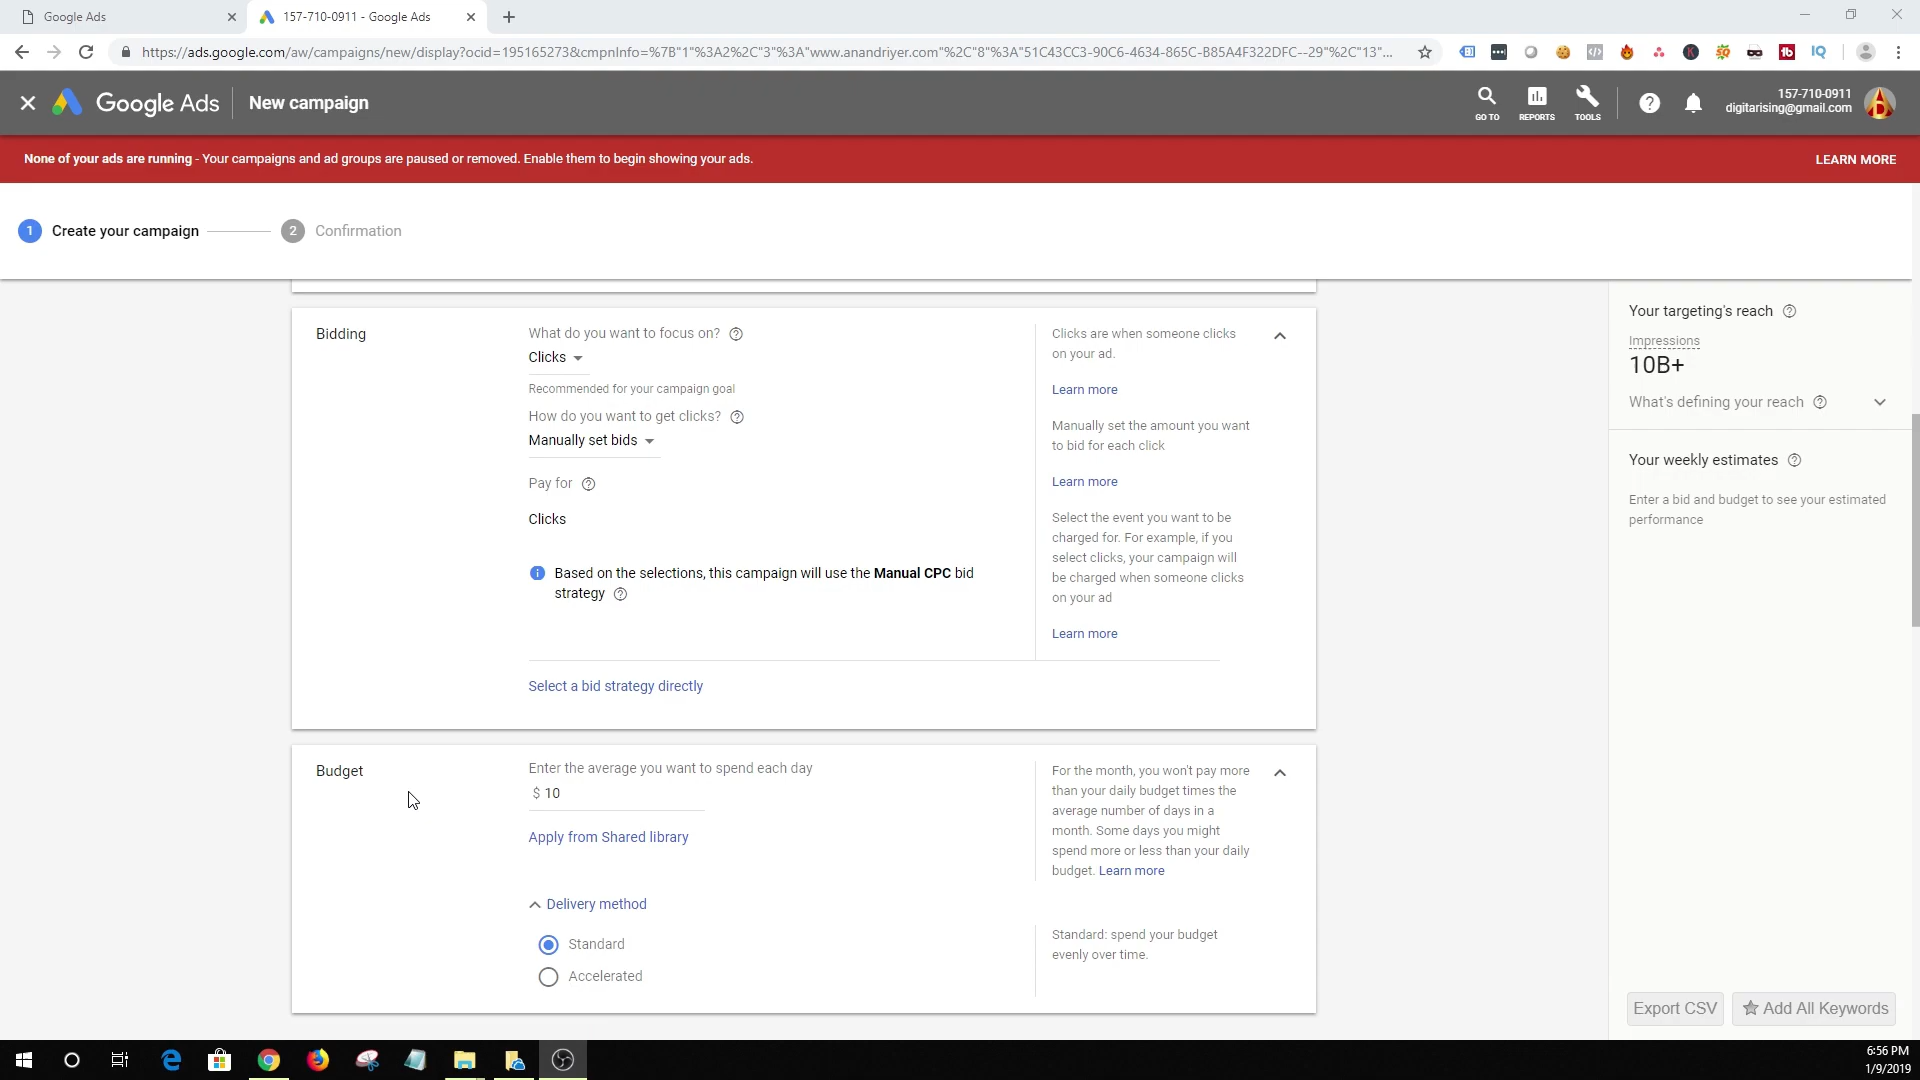 Google Ads
157-710-0911 - Google Ads
https://ads.google.com/aw/campaigns/new/display?ocid=195165273&cmpnInfo=%7B"1"%3A2%2C"3"%3A"www.anandriyer.com"%2C"8"%3A"51C43CC3-90C6-4634-865C-B85A4F322DFC--29"%2C"13"...
Google Ads
New campaign
GO TO
REPORTS
TOOLS
157-710-0911
digitarising@gmail.com
None of your ads are running - Your campaigns and ad groups are paused or removed. Enable them to begin showing your ads.
LEARN MORE
1 Create your campaign
2 Confirmation
Bidding
What do you want to focus on?
Clicks
Recommended for your campaign goal
How do you want to get clicks?
Manually set bids
Pay for
Clicks
Based on the selections, this campaign will use the Manual CPC bid
strategy
Select a bid strategy directly
Clicks are when someone clicks
on your ad.
Learn more
Manually set the amount you want
to bid for each click
Learn more
Select the event you want to be
charged for. For example, if you
select clicks, your campaign will
be charged when someone clicks
on your ad
Learn more
Budget
Enter the average you want to spend each day
$ 10
Apply from Shared library
For the month, you won't pay more
than your daily budget times the
average number of days in a
month. Some days you might
spend more or less than your daily
budget. Learn more
Delivery method
Standard
Accelerated
Standard: spend your budget
evenly over time.
Your targeting's reach
Impressions
10B+
What's defining your reach
Your weekly estimates
Enter a bid and budget to see your estimated
performance
Export CSV
Add All Keywords
6:56 PM
1/9/2019